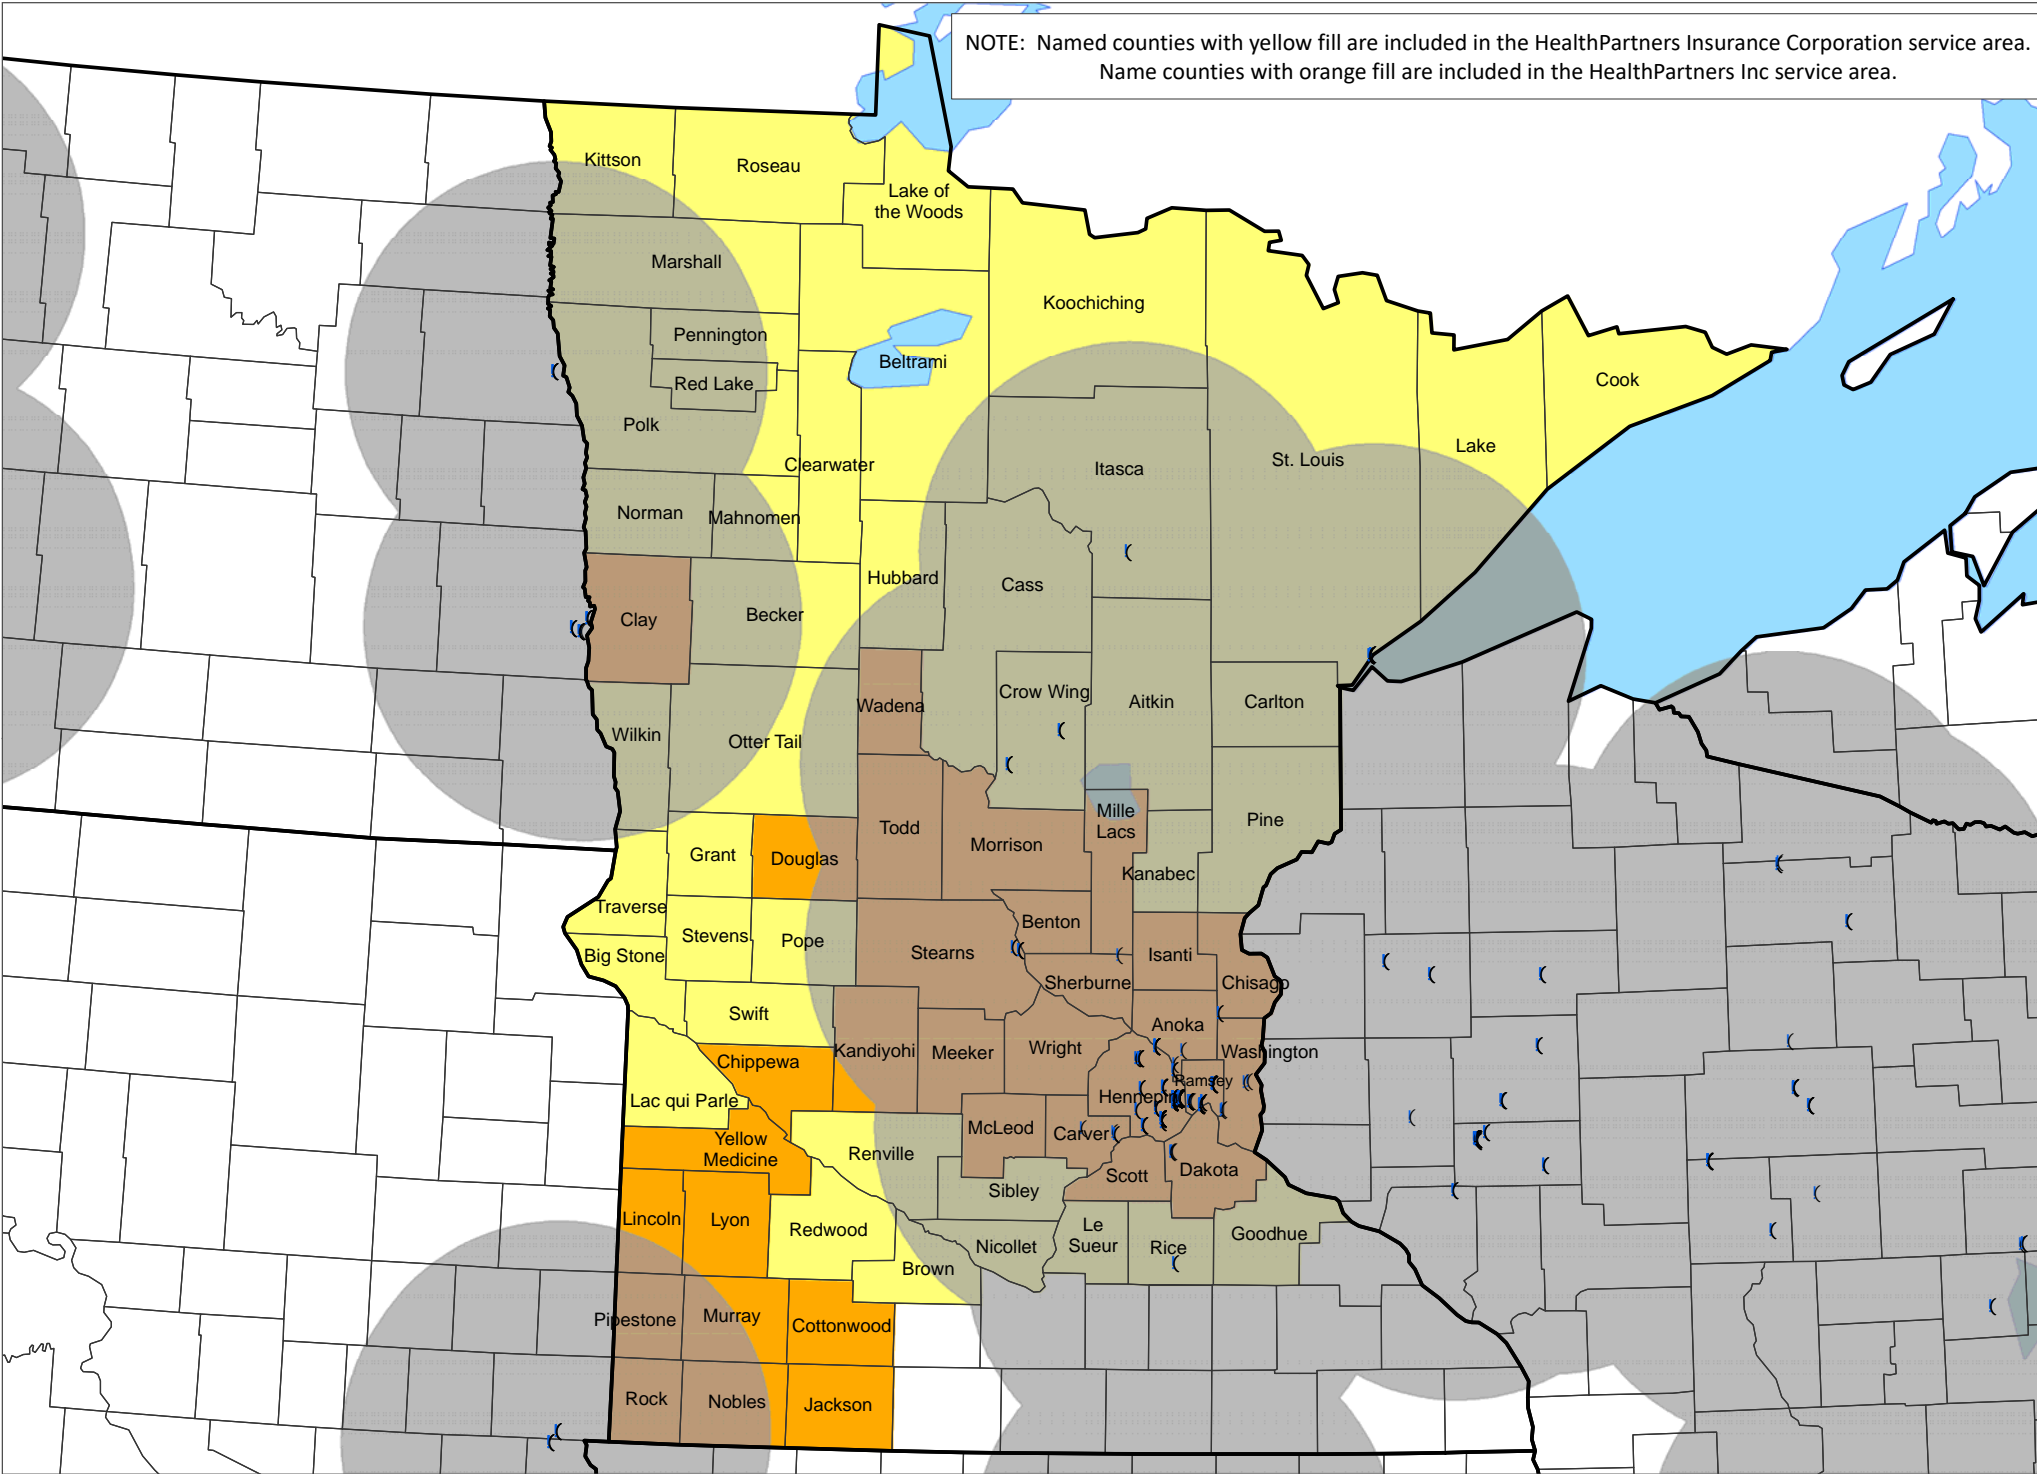 NOTE: Named counties with yellow fill are included in the HealthPartners Insurance Corporation service area.
Name counties with orange fill are included in the HealthPartners Inc service area.
Kittson
Roseau
Lake of
the Woods
Marshall
Koochiching
Pennington
Beltrami
Red Lake
Cook
Polk
Lake
Clearwater
Itasca
St. Louis
Norman
Mahnomen
Hubbard
Cass
Clay
Becker
Wadena
Crow Wing
Aitkin
Carlton
Wilkin
Otter Tail
Todd
Morrison
Mille
Lacs
Pine
Grant
Douglas
Kanabec
Traverse
Stevens
Pope
Benton
Big Stone
Stearns
Isanti
Sherburne
Chisago
Swift
Anoka
Chippewa
Kandiyohi
Meeker
Wright
Washington
Ramsey
Lac qui Parle
Hennepin
McLeod
Carver
Yellow
Medicine
Renville
Scott
Dakota
Sibley
Lincoln
Lyon
Redwood
Le
Sueur
Nicollet
Rice
Goodhue
Brown
Pipestone
Murray
Cottonwood
Rock
Nobles
Jackson